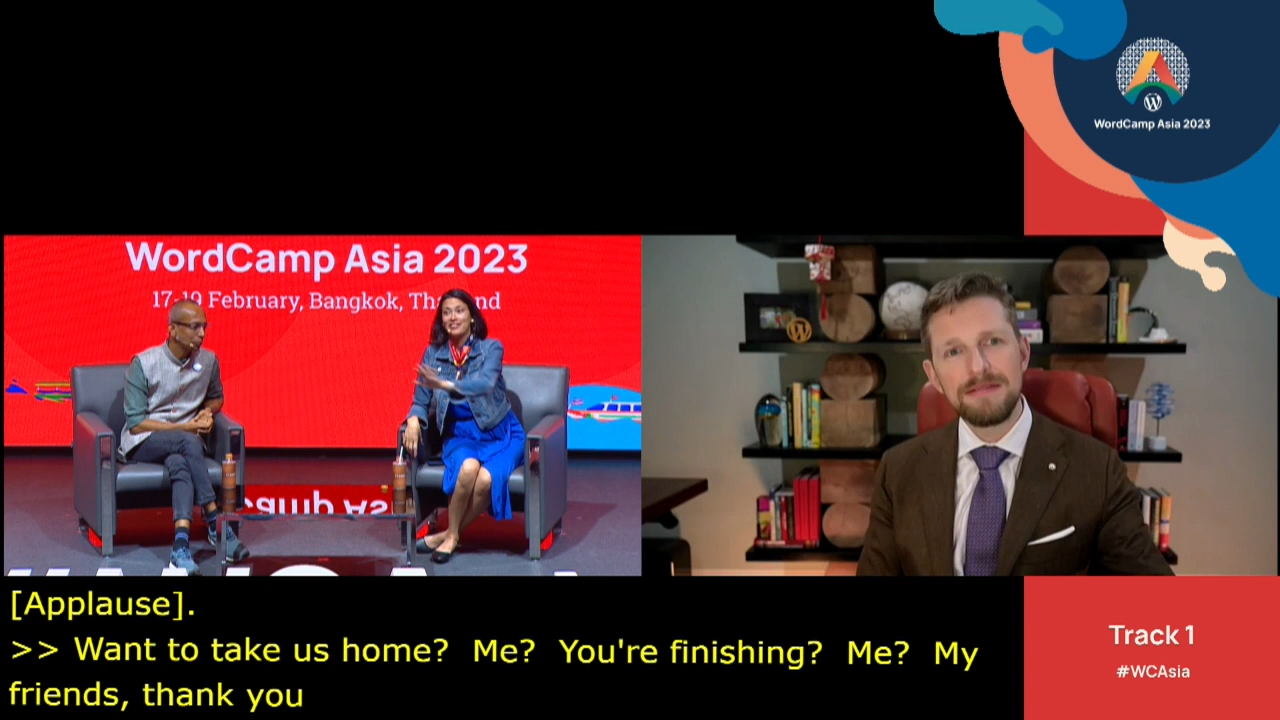 WordCamp Asia 2023
WordCamp Asia 2023
17-19 February, Bangkok, Thailand
[Applause].
>> Want to take us home? Me? You're finishing? Me? My
friends, thank you
Track 1
#WCAsia